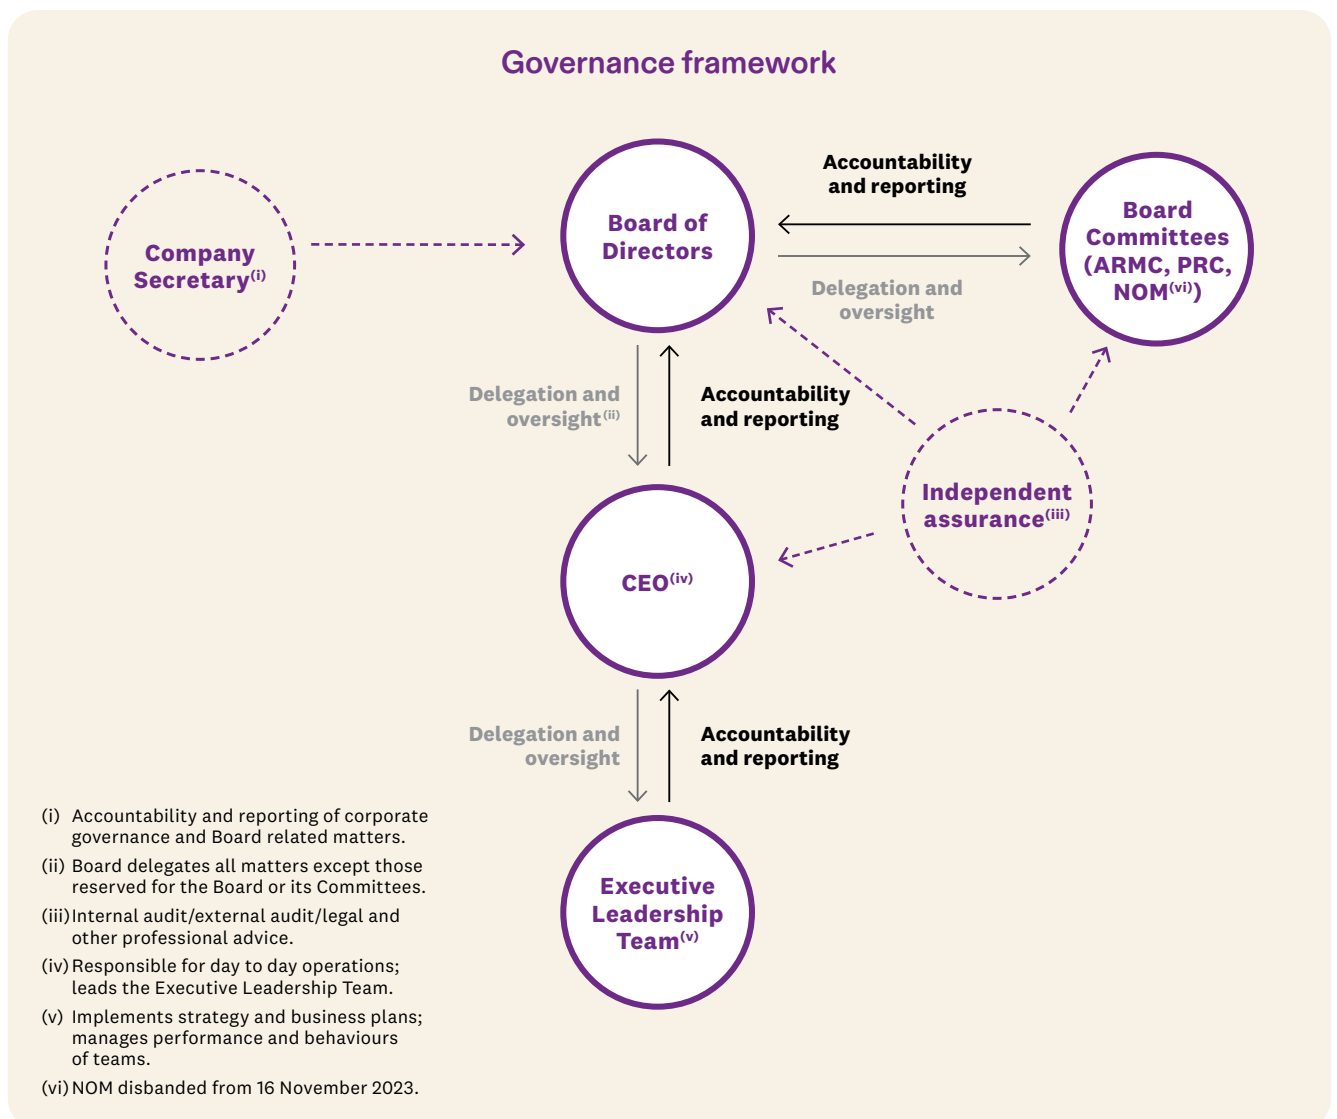 Governance framework
Company
Secretary(i)
Board of
Directors
Accountability
and reporting
Delegation and
oversight
Board
Committees
(ARMC, PRC,
NOM(vi))
Delegation and
oversight(ii)
Accountability
and reporting
Independent
assurance(iii)
CEO(iv)
Delegation and
oversight
Accountability
and reporting
Executive
Leadership
Team(v)
(i) Accountability and reporting of corporate
governance and Board related matters.
(ii) Board delegates all matters except those
reserved for the Board or its Committees.
(iii) Internal audit/external audit/legal and
other professional advice.
(iv) Responsible for day to day operations;
leads the Executive Leadership Team.
(v) Implements strategy and business plans;
manages performance and behaviours
of teams.
(vi) NOM disbanded from 16 November 2023.